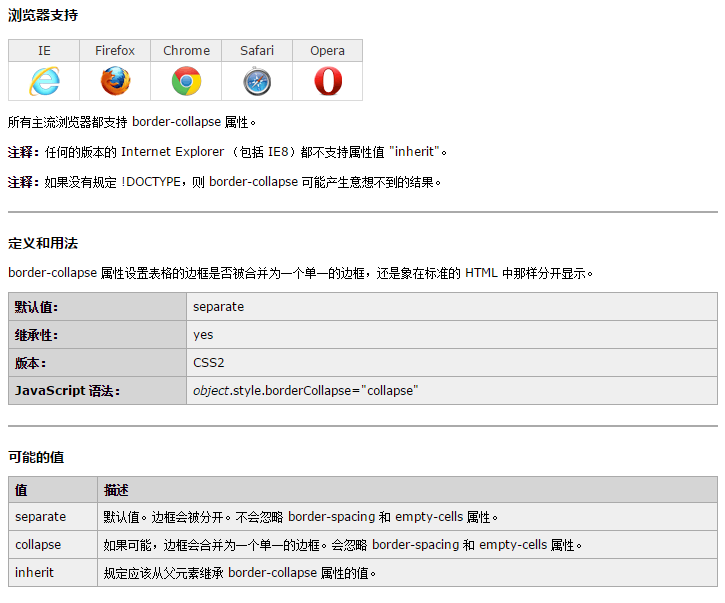 浏览器支持
IE Firefox Chrome Safari Opera
所有主流浏览器都支持 border-collapse 属性。
注释：任何的版本的 Internet Explorer （包括 IE8）都不支持属性值 "inherit"。
注释：如果没有规定 !DOCTYPE，则 border-collapse 可能产生意想不到的结果。
定义和用法
border-collapse 属性设置表格的边框是否被合并为一个单一的边框，还是象在标准的 HTML 中那样分开显示。
默认值： separate
继承性： yes
版本： CSS2
JavaScript 语法： object.style.borderCollapse="collapse"
可能的值
值 描述
separate 默认值。边框会被分开。不会忽略 border-spacing 和 empty-cells 属性。
collapse 如果可能，边框会合并为一个单一的边框。会忽略 border-spacing 和 empty-cells 属性。
inherit 规定应该从父元素继承 border-collapse 属性的值。